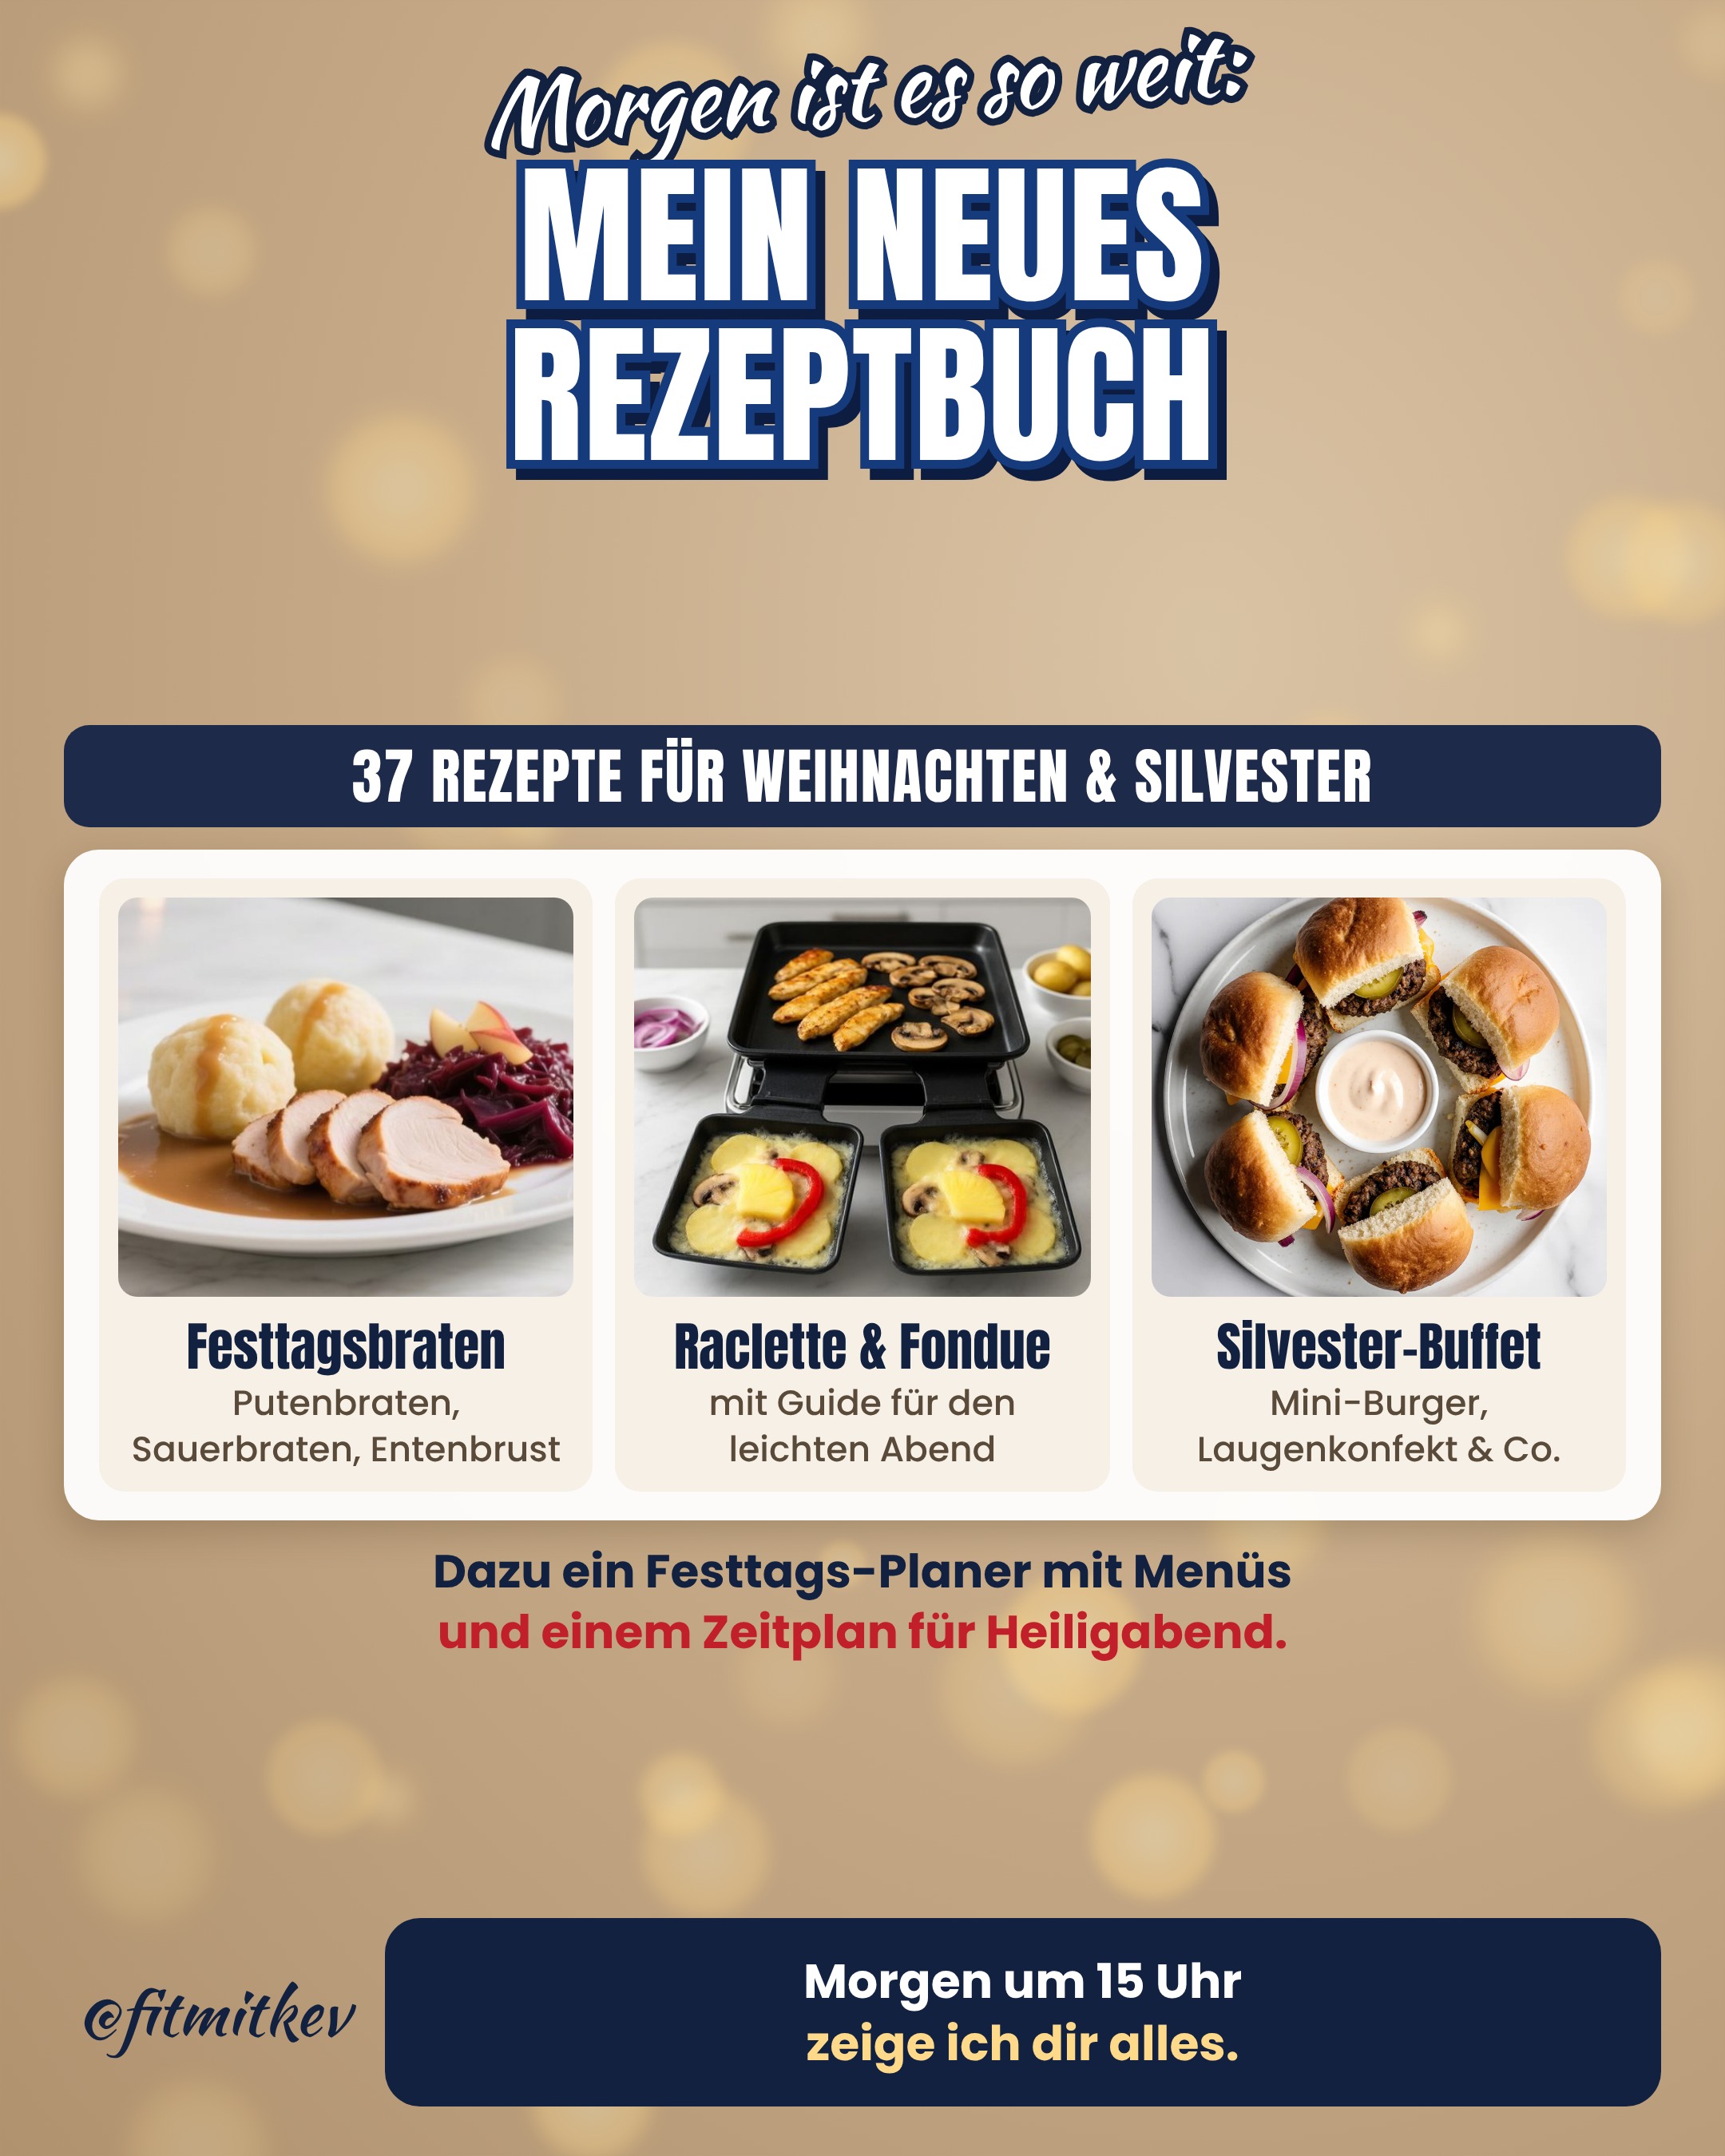 Morgen ist es so weit:
MEIN NEUES
REZEPTBUCH
37 REZEPTE FÜR WEIHNACHTEN & SILVESTER
Festtagsbraten
Putenbraten,
Sauerbraten, Entenbrust
Raclette & Fondue
mit Guide für den
leichten Abend
Silvester-Buffet
Mini-Burger,
Laugenkonfekt & Co.
Dazu ein Festtags-Planer mit Menüs
und einem Zeitplan für Heiligabend.
@fitmitkev
Morgen um 15 Uhr
zeige ich dir alles.